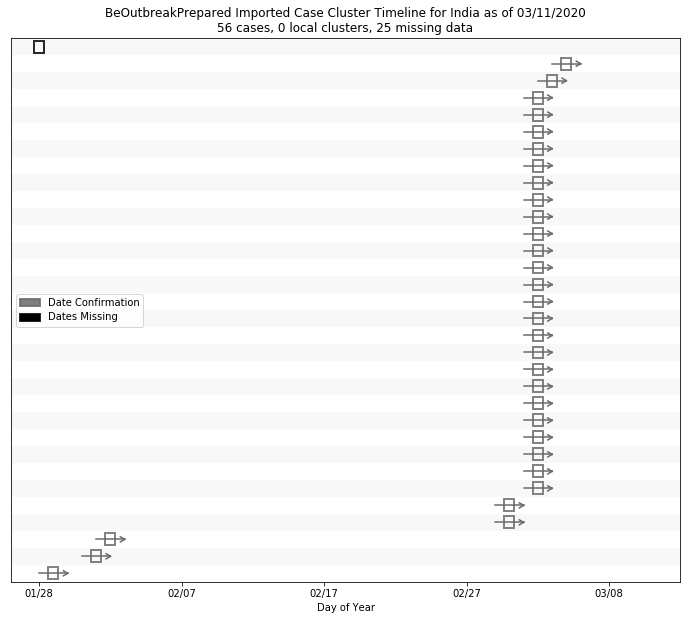 BeOutbreakPrepared Imported Case Cluster Timeline for India as of 03/11/2020
56 cases, 0 local clusters, 25 missing data
Date Confirmation
Dates Missing
01/28 02/07 02/17 02/27 03/08
Day of Year